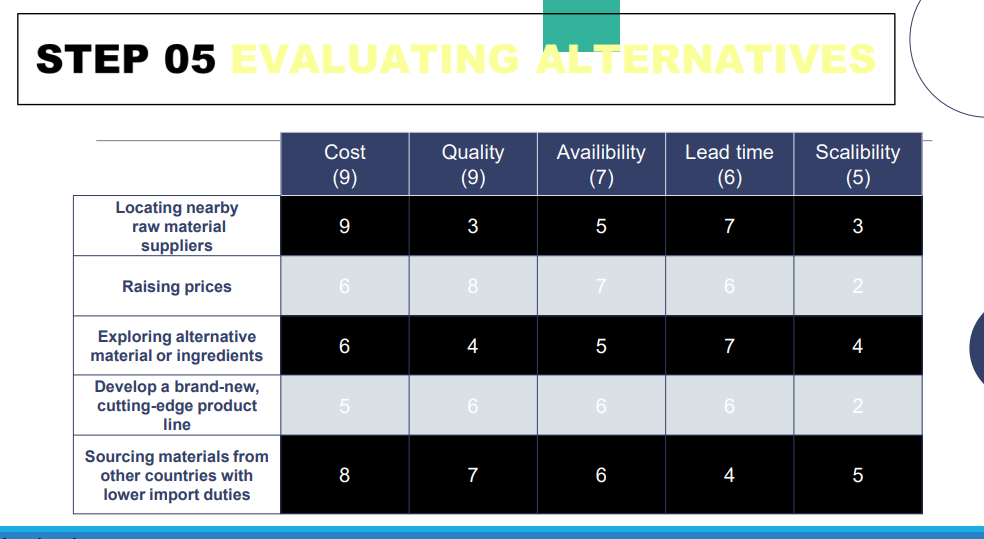 STEP 05 EVALUATING ALTERNATIVES
Cost Quality Availibility Lead time Scalibility
(9) (9) (7) (6) (5)
Locating nearby
raw material
suppliers
9 3 5 7 3
Raising prices
6 8 7 6 2
Exploring alternative
material or ingredients
6 4 5 7 4
Develop a brand-new,
cutting-edge product
line
5 6 6 6 2
Sourcing materials from
other countries with
lower import duties
8 7 6 4 5